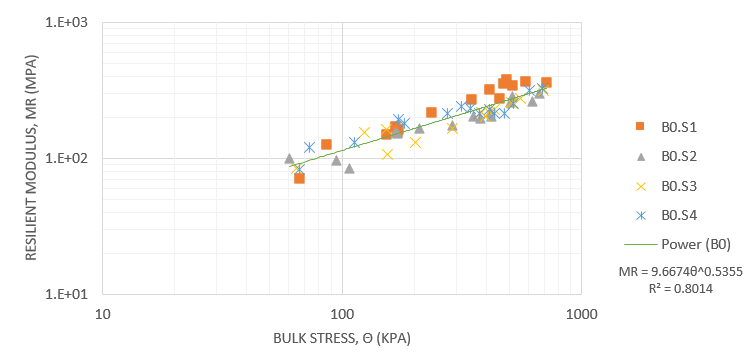 1.E+03
1.E+02
1.E+01
RESILIENT MODULUS, MR (MPA)
10
100
1000
BULK STRESS, Θ (KPA)
B0.S1
B0.S2
B0.S3
B0.S4
Power (B0)
MR = 9.6674θ^0.5355
R² = 0.8014